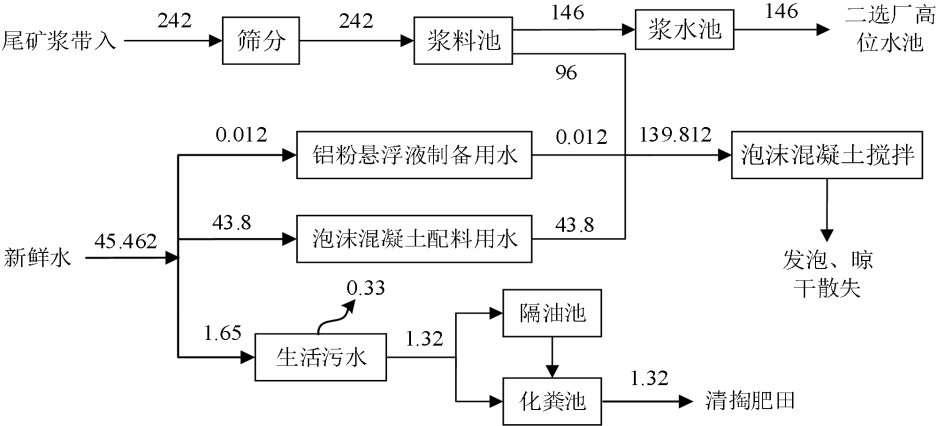 尾矿浆带入
242
筛分
242
浆料池
146
浆水池
146
二选厂高
位水池
96
0.012
铝粉悬浮液制备用水
0.012
139.812
泡沫混凝土搅拌
新鲜水
45.462
43.8
泡沫混凝土配料用水
43.8
发泡、晾
干散失
0.33
1.65
生活污水
1.32
隔油池
化粪池
1.32
清掏肥田